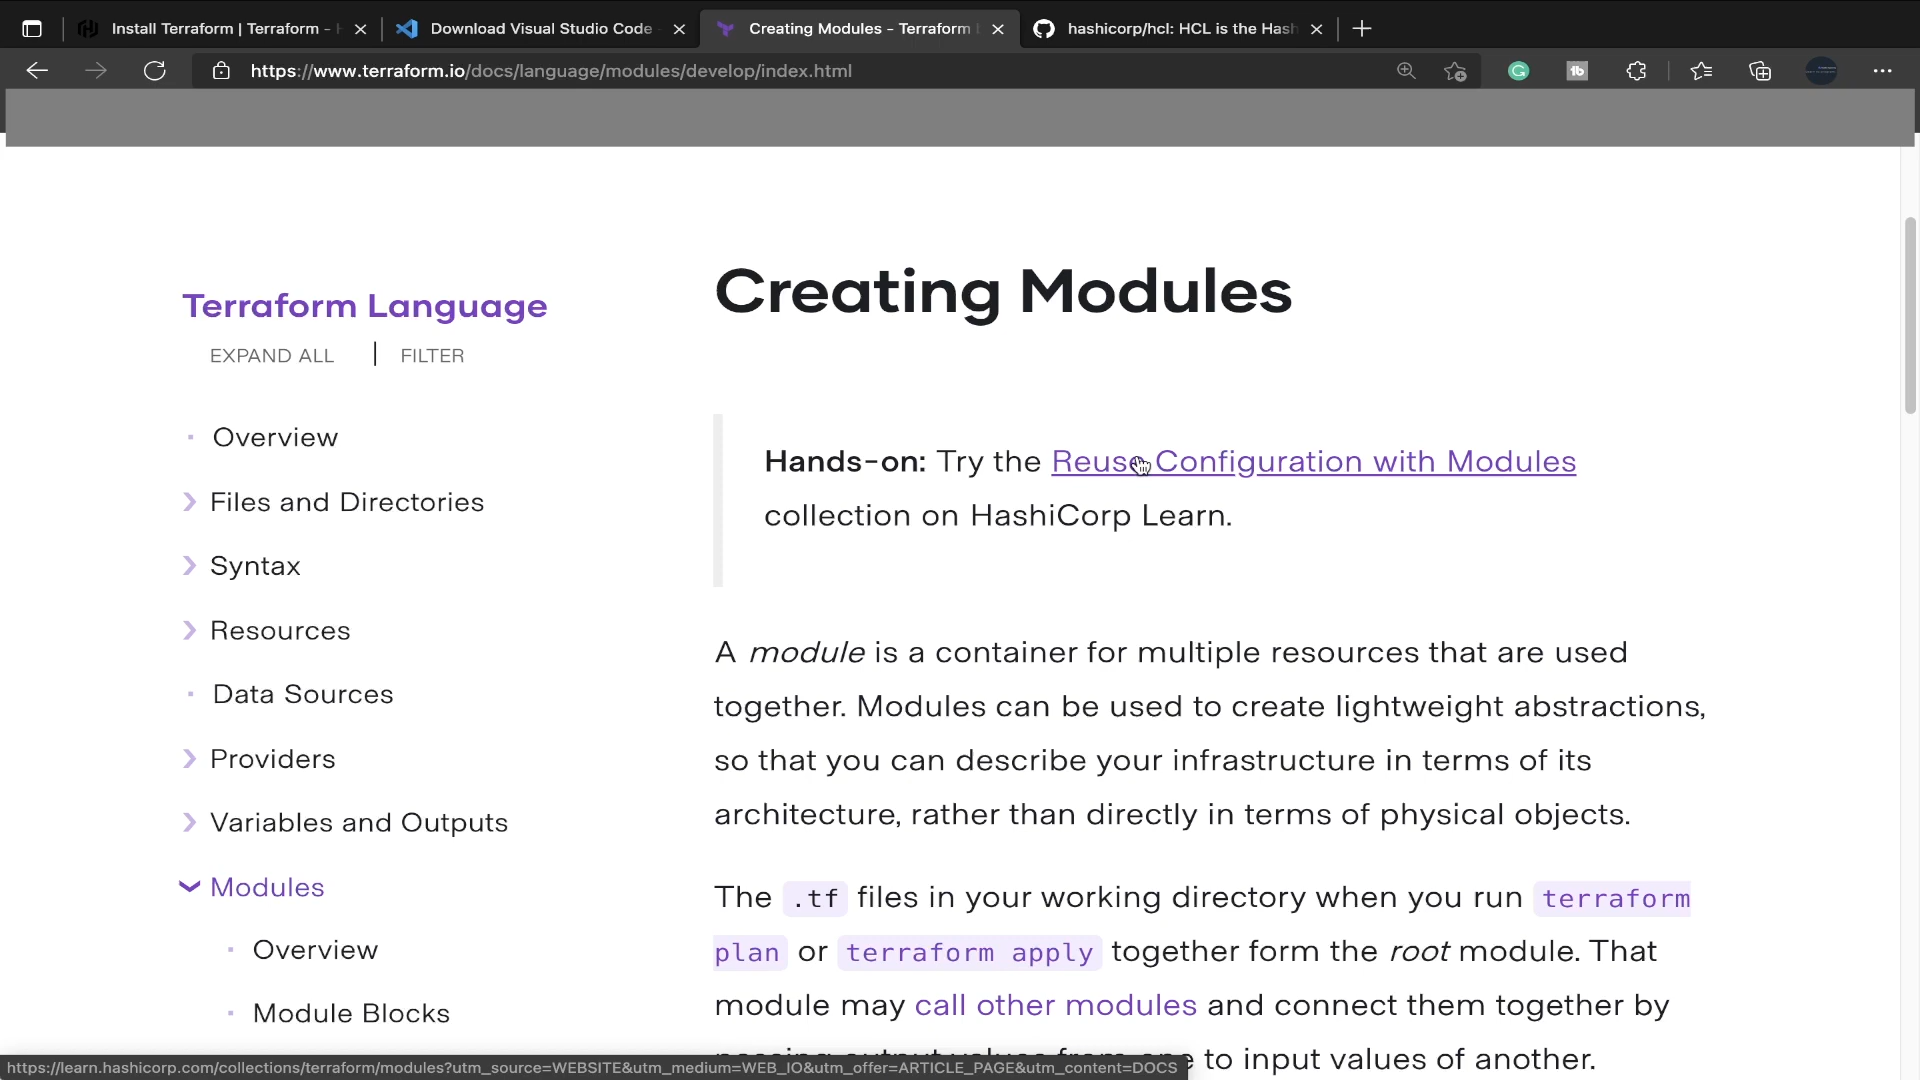 Install Terraform | Terraform -
Download Visual Studio Code
Creating Modules - Terraform
hashicorp/hcl: HCL is the Hash
https://www.terraform.io/docs/language/modules/develop/index.html
Terraform Language
EXPAND ALL | FILTER
Overview
Files and Directories
Syntax
Resources
Data Sources
Providers
Variables and Outputs
Modules
Overview
Module Blocks
Creating Modules
Hands-on: Try the Reuse Configuration with Modules
collection on HashiCorp Learn.
A module is a container for multiple resources that are used
together. Modules can be used to create lightweight abstractions,
so that you can describe your infrastructure in terms of its
architecture, rather than directly in terms of physical objects.
The .tf files in your working directory when you run terraform
plan or terraform apply together form the root module. That
module may call other modules and connect them together by
passing output values from one to input values of another.
https://learn.hashicorp.com/collections/terraform/modules?utm_source=WEBSITE&utm_medium=WEB_IO&utm_offer=ARTICLE_PAGE&utm_content=DOCS